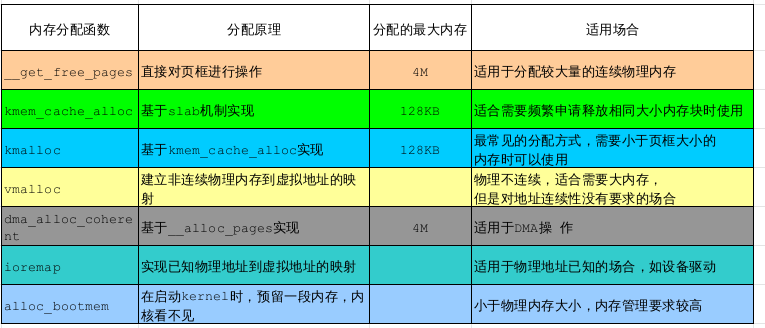 内存分配函数 分配原理 分配的最大内存 适用场合
__get_free_pages 直接对页框进行操作 4M 适用于分配较大量的连续物理内存
kmem_cache_alloc 基于slab机制实现 128KB 适合需要频繁申请释放相同大小内存块时使用
kmalloc 基于kmem_cache_alloc实现 128KB 最常见的分配方式，需要小于页框大小的
内存时可以使用
vmalloc 建立非连续物理内存到虚拟地址的映
射
物理不连续，适合需要大内存，
但是对地址连续性没有要求的场合
dma_alloc_cohere
nt
基于__alloc_pages实现 4M 适用于DMA操 作
ioremap 实现已知物理地址到虚拟地址的映射 适用于物理地址已知的场合，如设备驱动
alloc_bootmem 在启动kernel时，预留一段内存，内
核看不见
小于物理内存大小，内存管理要求较高